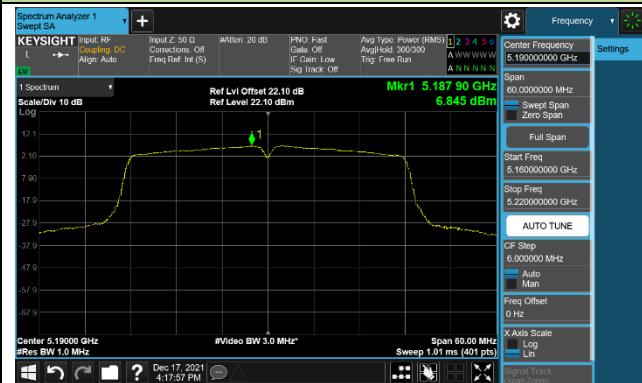 Spectrum Analyzer 1
Swept SA
Frequency
KEYSIGHT
Input: RF
Input Z: 50 Ω
#Atten: 20 dB
PNO: Fast
Avg Type: Power (RMS)
1 2 3 4 5 6
L
Coupling: DC
Corrections: Off
Gate: Off
Avg|Hold: 300/300
A W W W W W
Align: Auto
Freq Ref: Int (S)
IF Gain: Low
Trig: Free Run
A N N N N N
Sig Track: Off
Center Frequency
5.190000000 GHz
Settings
Span
60.0000000 MHz
Swept Span
Zero Span
Full Span
Start Freq
5.160000000 GHz
Stop Freq
5.220000000 GHz
AUTO TUNE
CF Step
6.000000 MHz
Auto
Man
Freq Offset
0 Hz
X Axis Scale
Log
Lin
Signal Track
(Span Zoom)
1 Spectrum
Ref Lvl Offset 22.10 dB
Mkr1 5.187 90 GHz
Scale/Div 10 dB
Ref Level 22.10 dBm
6.845 dBm
Log
1
12.1
2.10
-7.90
-17.9
-27.9
-37.9
-47.9
-57.9
-67.9
Center 5.19000 GHz
#Video BW 3.0 MHz*
Span 60.00 MHz
#Res BW 1.0 MHz
Sweep 1.01 ms (401 pts)
?
Dec 17, 2021
4:17:57 PM